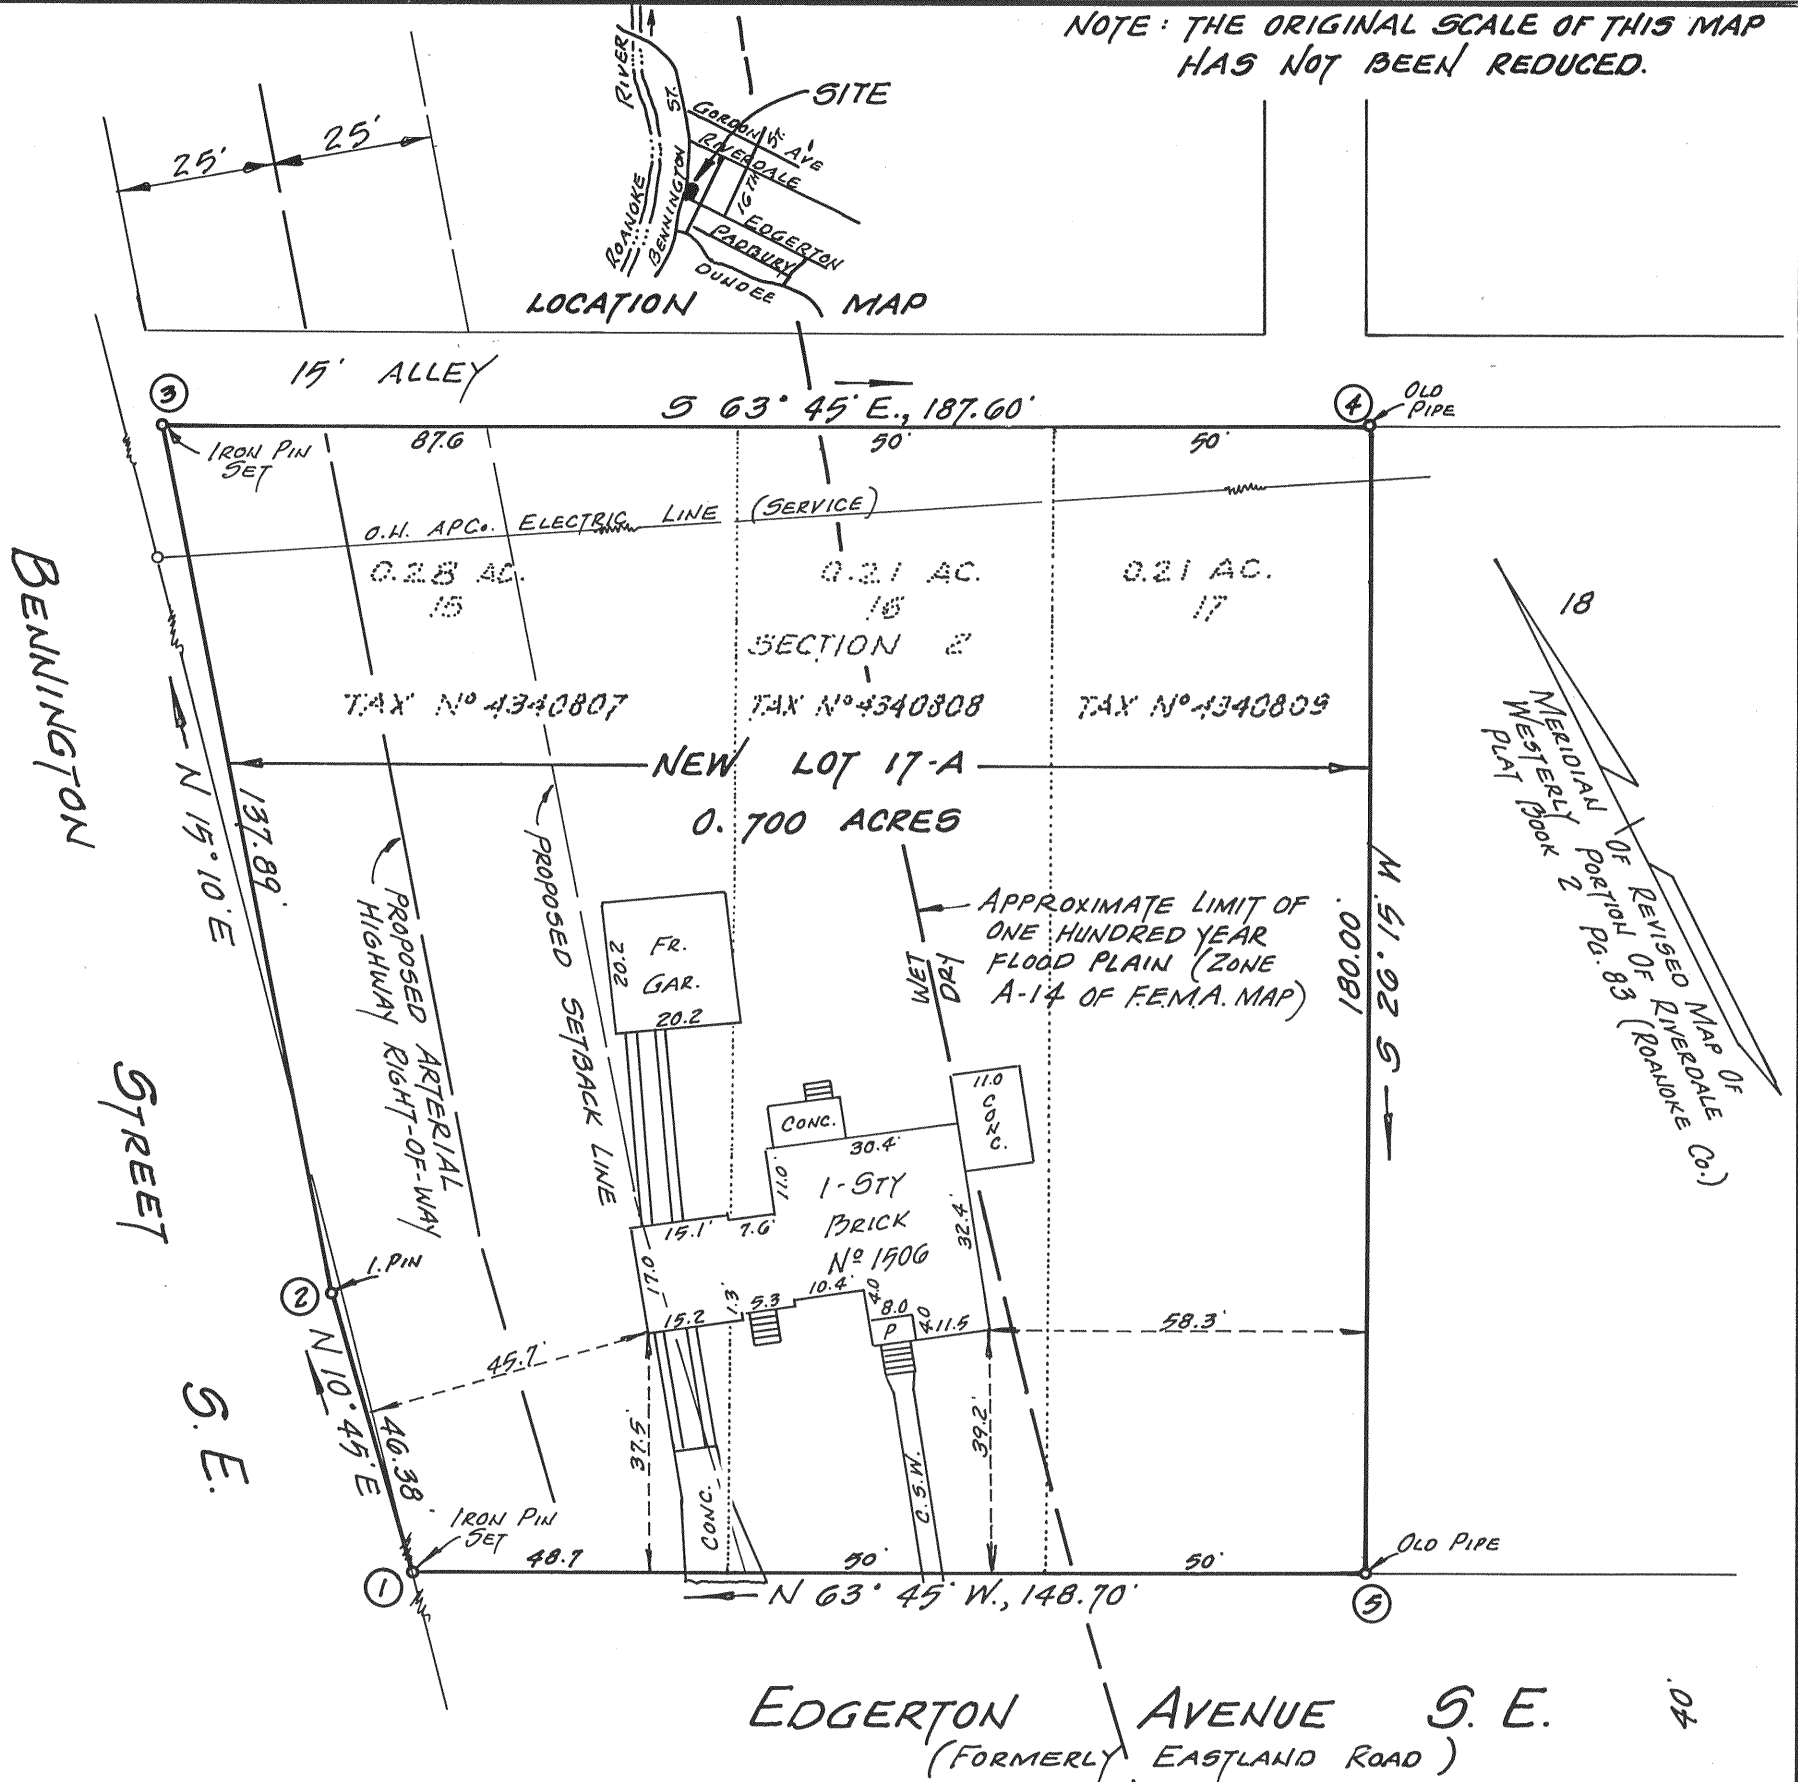 NOTE: THE ORIGINAL SCALE OF THIS MAP
HAS NOT BEEN REDUCED.
25'
25'
RIVER
ROANOKE
BENNINGTON
ST.
SITE
GORDON AVE
RIVERDALE
16TH ST.
EDGERTON
PADBURY
DUNDEE
LOCATION MAP
15' ALLEY
3
S 63° 45' E., 187.60'
4
OLD
PIPE
IRON PIN
SET
87.6
50'
50'
O.H. APCO. ELECTRIC LINE (SERVICE)
0.28 AC.
15
0.21 AC.
16
0.21 AC.
17
SECTION 2
18
TAX Nº 4340807
TAX Nº 4340808
TAX Nº 4340809
NEW LOT 17-A
0.700 ACRES
BENNINGTON
STREET
S.E.
N 15° 10' E
137.89'
PROPOSED ARTERIAL
HIGHWAY RIGHT-OF-WAY
PROPOSED SETBACK LINE
20.2
FR.
GAR.
20.2
WET
DRY
APPROXIMATE LIMIT OF
ONE HUNDRED YEAR
FLOOD PLAIN (ZONE
A-14 OF F.E.M.A. MAP)
S 26° 15' W.
180.00'
MERIDIAN OF REVISED MAP OF
WESTERLY PORTION OF RIVERDALE
PLAT BOOK 2 PG. 83 (ROANOKE CO.)
11.0
CONC.
CONC.
30.4'
11.0'
1-STY
BRICK
Nº 1506
15.1'
7.6'
32.4'
17.0
15.2
1.3
5.3
10.4'
4.0
8.0
P
4.0
11.5
58.3'
2
I. PIN
N 10° 45' E
46.38'
45.7'
37.5'
39.2'
CONC.
C.S.W.
IRON PIN
SET
1
48.7
50'
50'
OLD PIPE
N 63° 45' W., 148.70'
5
EDGERTON AVENUE S. E.
(FORMERLY EASTLAND ROAD)
40.'